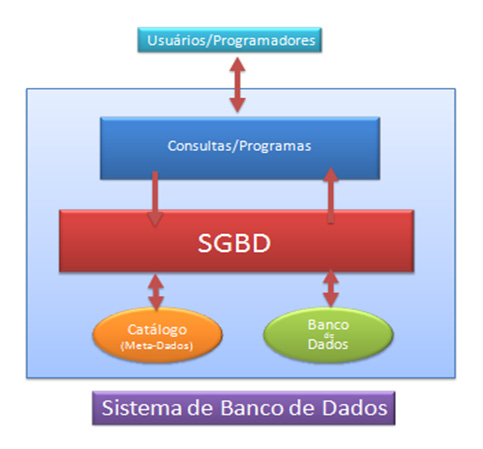 Usuários/Programadores
Consultas/Programas
SGBD
Catálogo
(Meta-Dados)
Banco
de
Dados
Sistema de Banco de Dados